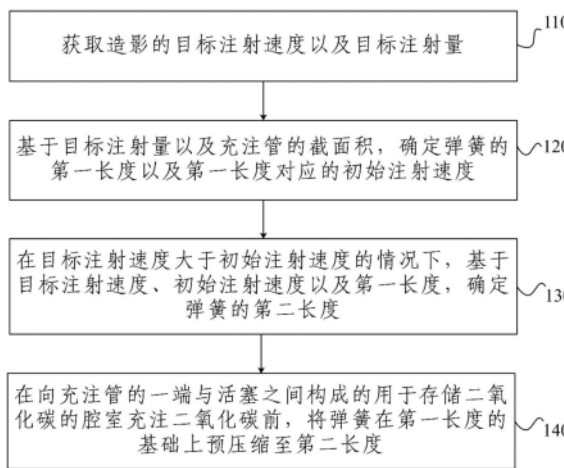 获取造影的目标注射速度以及目标注射量
110
基于目标注射量以及充注管的截面积，确定弹簧的
第一长度以及第一长度对应的初始注射速度
120
在目标注射速度大于初始注射速度的情况下，基于
目标注射速度、初始注射速度以及第一长度，确定
弹簧的第二长度
130
在向充注管的一端与活塞之间构成的用于存储二氧
化碳的腔室充注二氧化碳前，将弹簧在第一长度的
基础上预压缩至第二长度
140